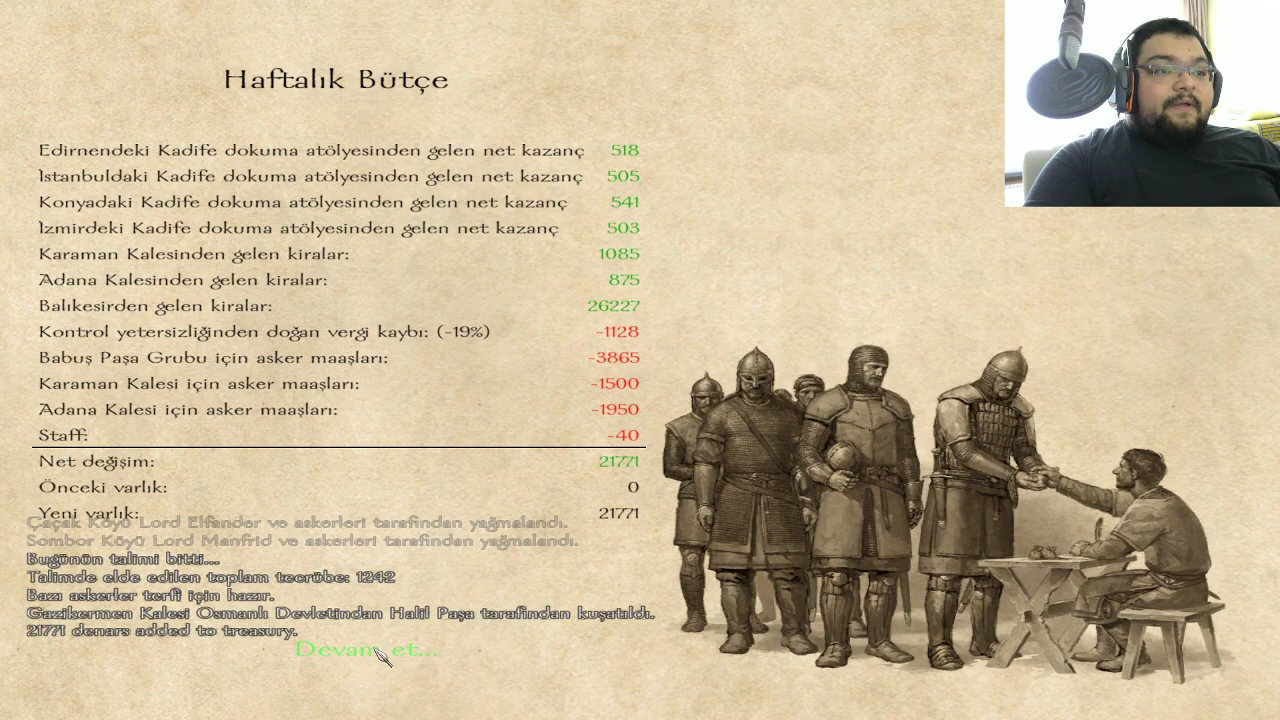 Haftalık Bütçe
Edirnendeki Kadife dokuma atölyesinden gelen net kazanç 518
İstanbuldaki Kadife dokuma atölyesinden gelen net kazanç 505
Konyadaki Kadife dokuma atölyesinden gelen net kazanç 541
İzmirdeki Kadife dokuma atölyesinden gelen net kazanç 503
Karaman Kalesinden gelen kiralar: 1085
Adana Kalesinden gelen kiralar: 875
Balıkesirden gelen kiralar: 26227
Kontrol yetersizliğinden doğan vergi kaybı: (-19%) -1128
Babuş Paşa Grubu için asker maaşları: -3865
Karaman Kalesi için asker maaşları: -1500
Adana Kalesi için asker maaşları: -1950
Staff: -40
Net değişim: 21771
Önceki varlık: 0
Yeni varlık: 21771
Çaçak Köyü Lord Elfander ve askerleri tarafından yağmalandı.
Sombor Köyü Lord Manfrid ve askerleri tarafından yağmalandı.
Bugünün talimi bitti...
Talimde elde edilen toplam tecrübe: 1242
Bazı askerler terfi için hazır.
Gazikermen Kalesi Osmanlı Devletindan Halil Paşa tarafından kuşatıldı.
21771 denars added to treasury.
Devam et...